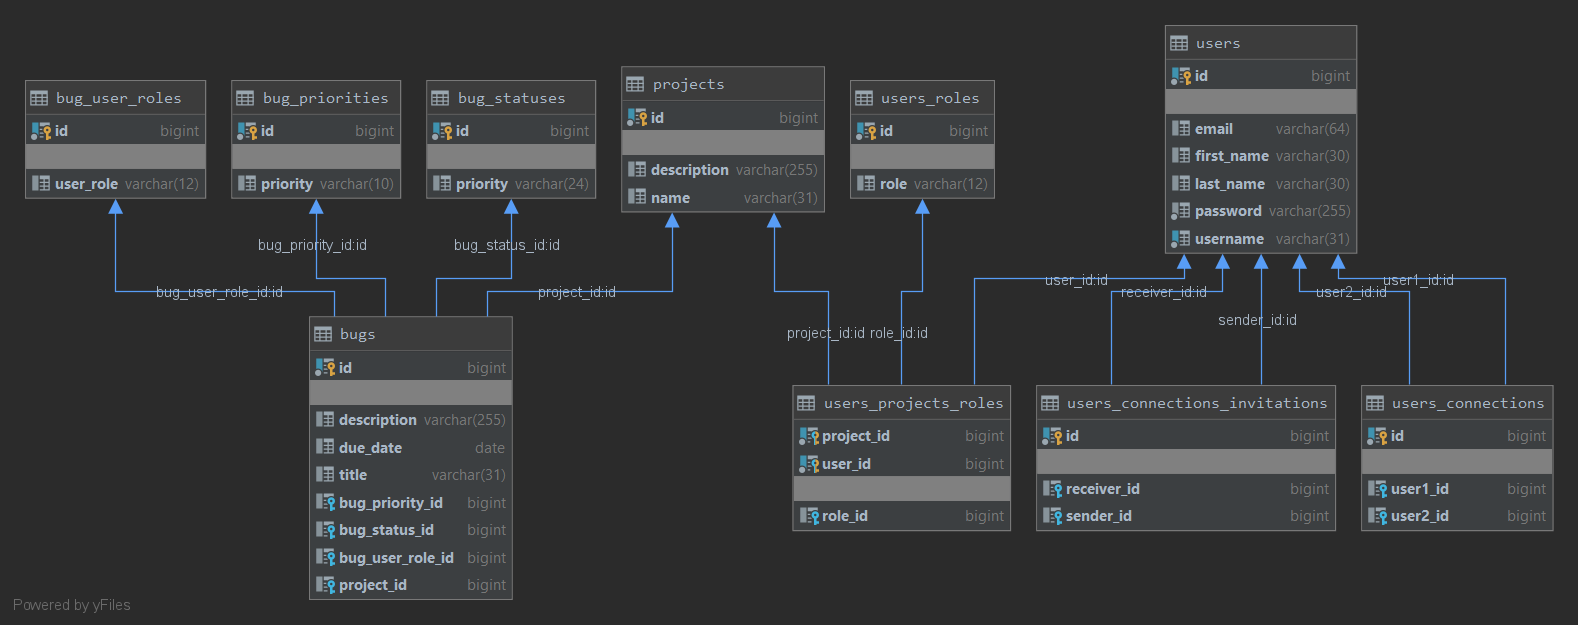 bug_user_roles
id bigint
user_role varchar(12)
bug_priorities
id bigint
priority varchar(10)
bug_statuses
id bigint
priority varchar(24)
projects
id bigint
description varchar(255)
name varchar(31)
users_roles
id bigint
role varchar(12)
users
id bigint
email varchar(64)
first_name varchar(30)
last_name varchar(30)
password varchar(255)
username varchar(31)
bug_priority_id:id
bug_status_id:id
bug_user_role_id:id
project_id:id
project_id:id
role_id:id
user_id:id
receiver_id:id
sender_id:id
user2_id:id
user1_id:id
bugs
id bigint
description varchar(255)
due_date date
title varchar(31)
bug_priority_id bigint
bug_status_id bigint
bug_user_role_id bigint
project_id bigint
users_projects_roles
project_id bigint
user_id bigint
role_id bigint
users_connections_invitations
id bigint
receiver_id bigint
sender_id bigint
users_connections
id bigint
user1_id bigint
user2_id bigint
Powered by yFiles